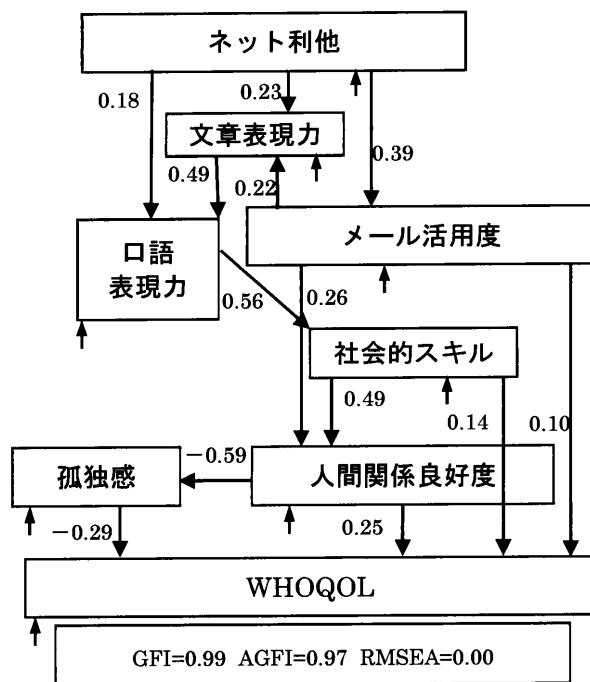 ネット利他
0.18
0.23
文章表現力
0.39
0.49
0.22
口語
表現力
メール活用度
0.56
0.26
社会的スキル
0.49
0.14
0.10
孤独感
−0.59
人間関係良好度
−0.29
0.25
WHOQOL
GFI=0.99 AGFI=0.97 RMSEA=0.00